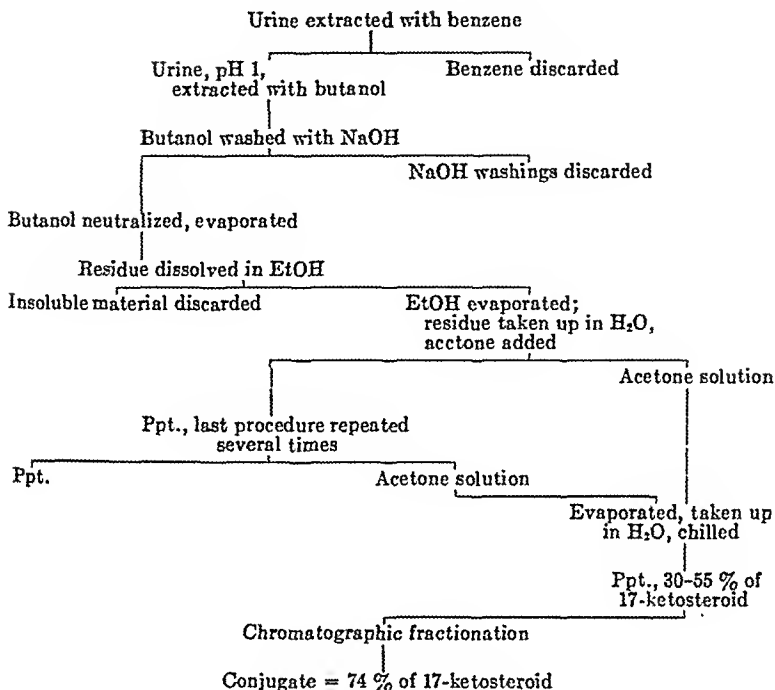 Urine extracted with benzene
Urine, pH 1,
extracted with butanol
Benzene discarded
Butanol washed with NaOH
NaOH washings discarded
Butanol neutralized, evaporated
Residue dissolved in EtOH
Insoluble material discarded
EtOH evaporated;
residue taken up in H₂O,
acetone added
Acetone solution
Ppt., last procedure repeated
several times
Ppt.
Acetone solution
Evaporated, taken up
in H₂O, chilled
Ppt., 30-55 % of
17-ketosteroid
Chromatographic fractionation
Conjugate = 74 % of 17-ketosteroid